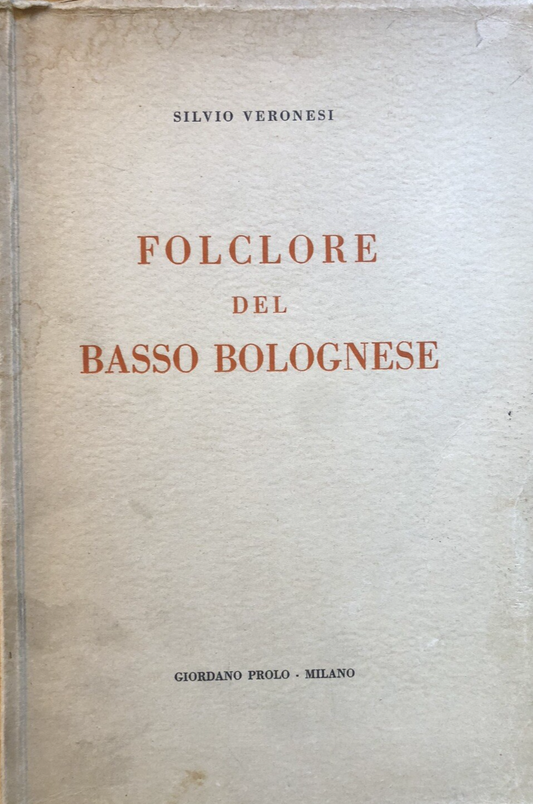 SILVIO VERONESI
FOLCLORE
DEL
BASSO BOLOGNESE
GIORDANO PROLO - MILANO